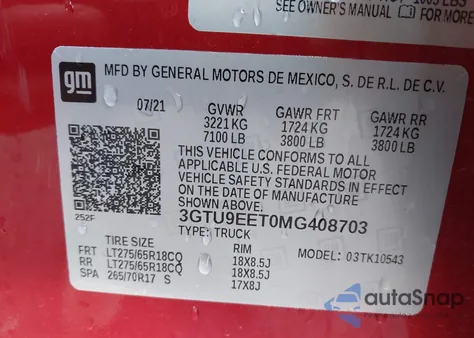 SEE OWNER'S MANUAL FOR MORE
gm
MFD BY GENERAL MOTORS DE MEXICO, S. DE R.L. DE C.V.
07/21 GVWR GAWR FRT GAWR RR
3221 KG 1724 KG 1724 KG
7100 LB 3800 LB 3800 LB
THIS VEHICLE CONFORMS TO ALL
APPLICABLE U.S. FEDERAL MOTOR
VEHICLE SAFETY STANDARDS IN EFFECT
ON THE DATE OF MANUFACTURE SHOWN ABOVE.
252F
3GTU9EET0MG408703
TYPE: TRUCK
TIRE SIZE RIM MODEL: 03TK10543
FRT LT275/65R18CQ 18X8.5J
RR LT275/65R18CQ 18X8.5J
SPA 265/70R17 S 17X8J
autoSnap